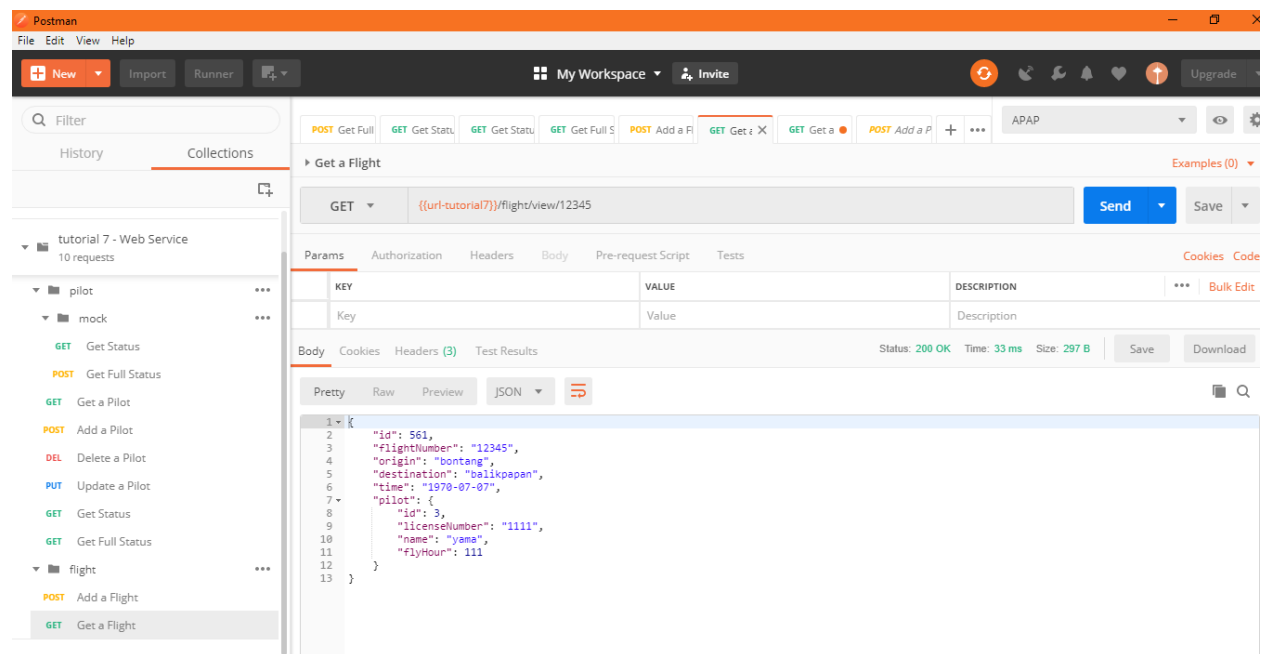 Postman
File Edit View Help
New Import Runner My Workspace Invite Upgrade
Filter
History Collections
POST Get Full GET Get Statu GET Get Statu GET Get Full S POST Add a Fl GET Get a GET Get a POST Add a P APAP
Get a Flight Examples (0)
GET {{url-tutorial7}}/flight/view/12345 Send Save
tutorial 7 - Web Service
10 requests
Params Authorization Headers Body Pre-request Script Tests Cookies Code
KEY VALUE DESCRIPTION Bulk Edit
Key Value Description
pilot
mock
GET Get Status
POST Get Full Status
GET Get a Pilot
POST Add a Pilot
DEL Delete a Pilot
PUT Update a Pilot
GET Get Status
GET Get Full Status
flight
POST Add a Flight
GET Get a Flight
Body Cookies Headers (3) Test Results Status: 200 OK Time: 33 ms Size: 297 B Save Download
Pretty Raw Preview JSON
1 {
2 "id": 561,
3 "flightNumber": "12345",
4 "origin": "bontang",
5 "destination": "balikpapan",
6 "time": "1970-07-07",
7 "pilot": {
8 "id": 3,
9 "licenseNumber": "1111",
10 "name": "yama",
11 "flyHour": 111
12 }
13 }